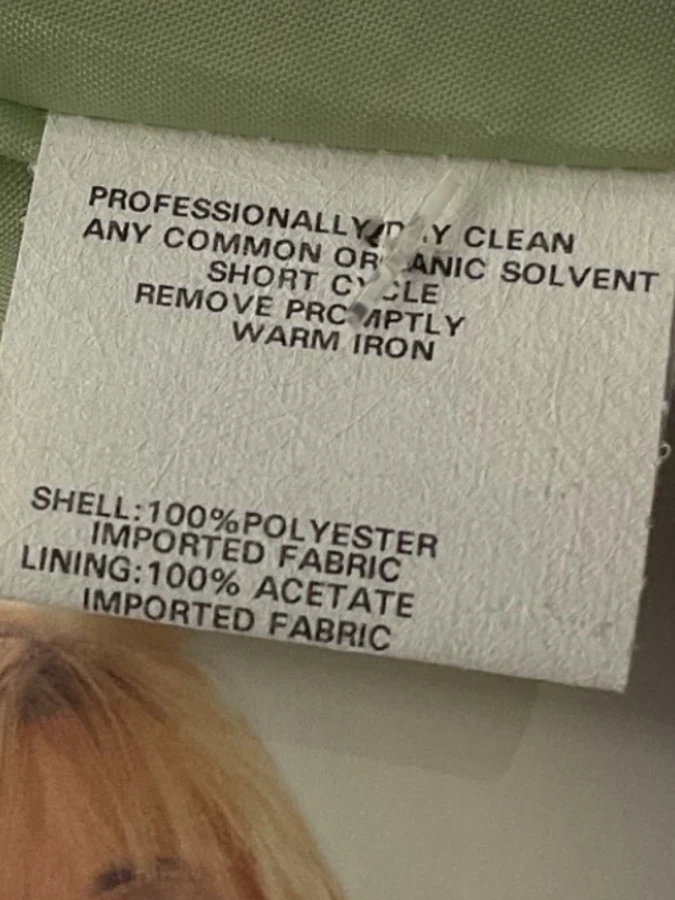 PROFESSIONALLY DRY CLEAN
ANY COMMON ORGANIC SOLVENT
SHORT CYCLE
REMOVE PROMPTLY
WARM IRON
SHELL:100%POLYESTER
IMPORTED FABRIC
LINING:100% ACETATE
IMPORTED FABRIC